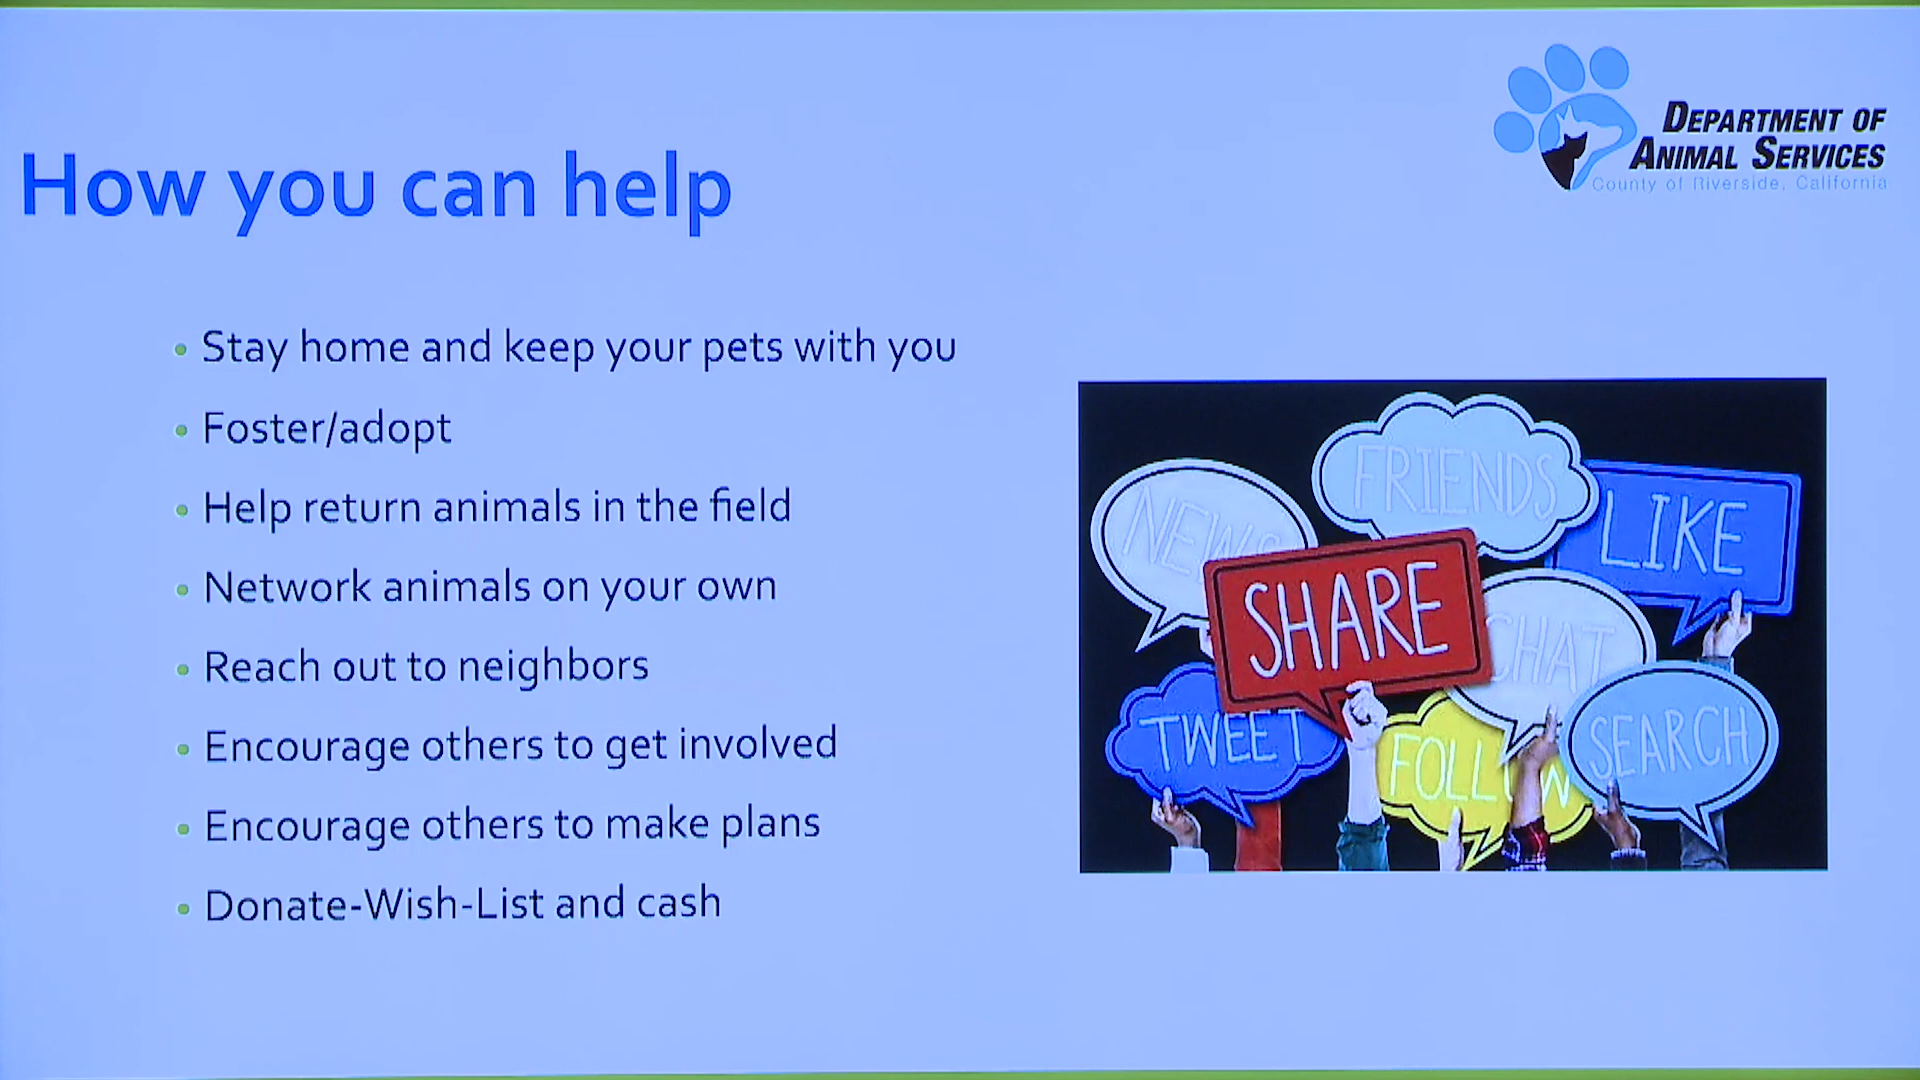 DEPARTMENT OF
ANIMAL SERVICES
County of Riverside, California
How you can help
• Stay home and keep your pets with you
• Foster/adopt
• Help return animals in the field
• Network animals on your own
• Reach out to neighbors
• Encourage others to get involved
• Encourage others to make plans
• Donate-Wish-List and cash
FRIENDS
NEWS
LIKE
SHARE
CHAT
TWEET
FOLLOW
SEARCH